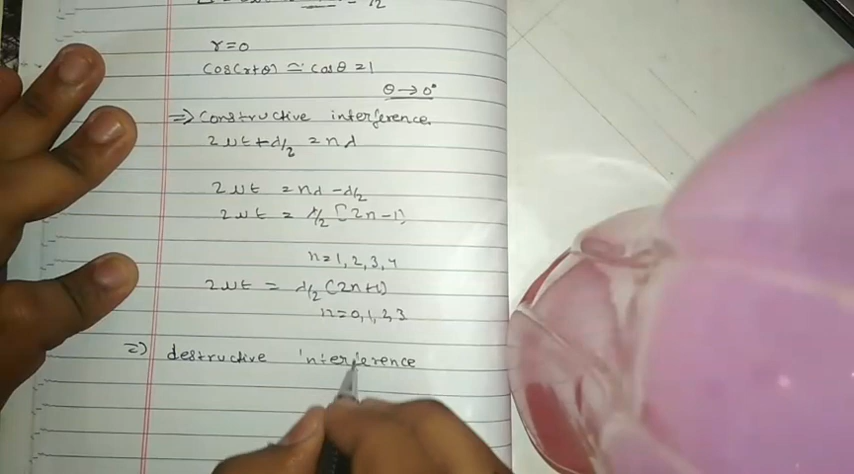 r=0
cos(r+θ) ≃ cosθ = 1
θ → 0°
⇒ Constructive interference.
2μt + λ/2 = nλ
2μt = nλ - λ/2
2μt = λ/2 [2n-1]
n=1,2,3,4
2μt = λ/2 (2n+1)
n=0,1,2,3
⇒ destructive interference